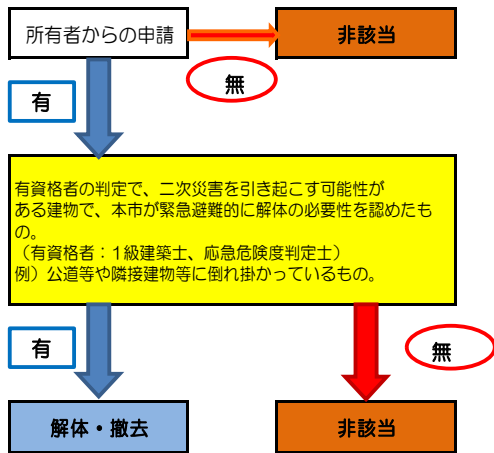 所有者からの申請
非該当
無
有
有資格者の判定で、二次災害を引き起こす可能性が
ある建物で、本市が緊急避難的に解体の必要性を認めたも
の。
（有資格者：１級建築士、応急危険度判定士）
例）公道等や隣接建物等に倒れ掛かっているもの。
有
無
解体・撤去
非該当